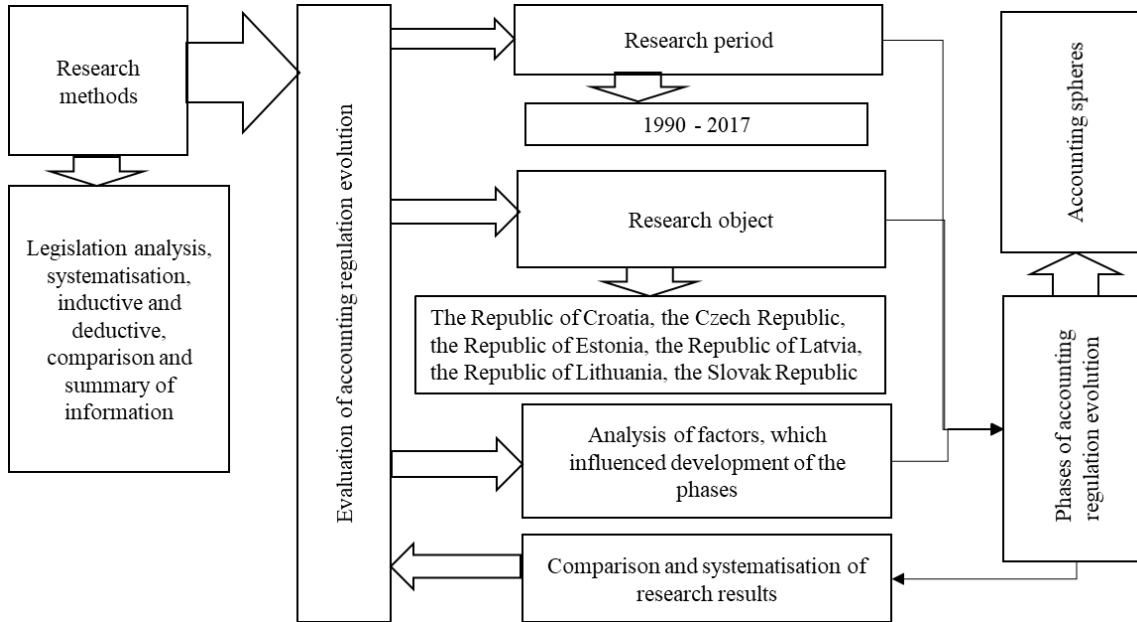 Research
methods
Legislation analysis,
systematisation,
inductive and
deductive,
comparison and
summary of
information
Evaluation of accounting regulation evolution
Research period
1990 - 2017
Research object
The Republic of Croatia, the Czech Republic,
the Republic of Estonia, the Republic of Latvia,
the Republic of Lithuania, the Slovak Republic
Analysis of factors, which
influenced development of the
phases
Comparison and systematisation of
research results
Accounting spheres
Phases of accounting
regulation evolution